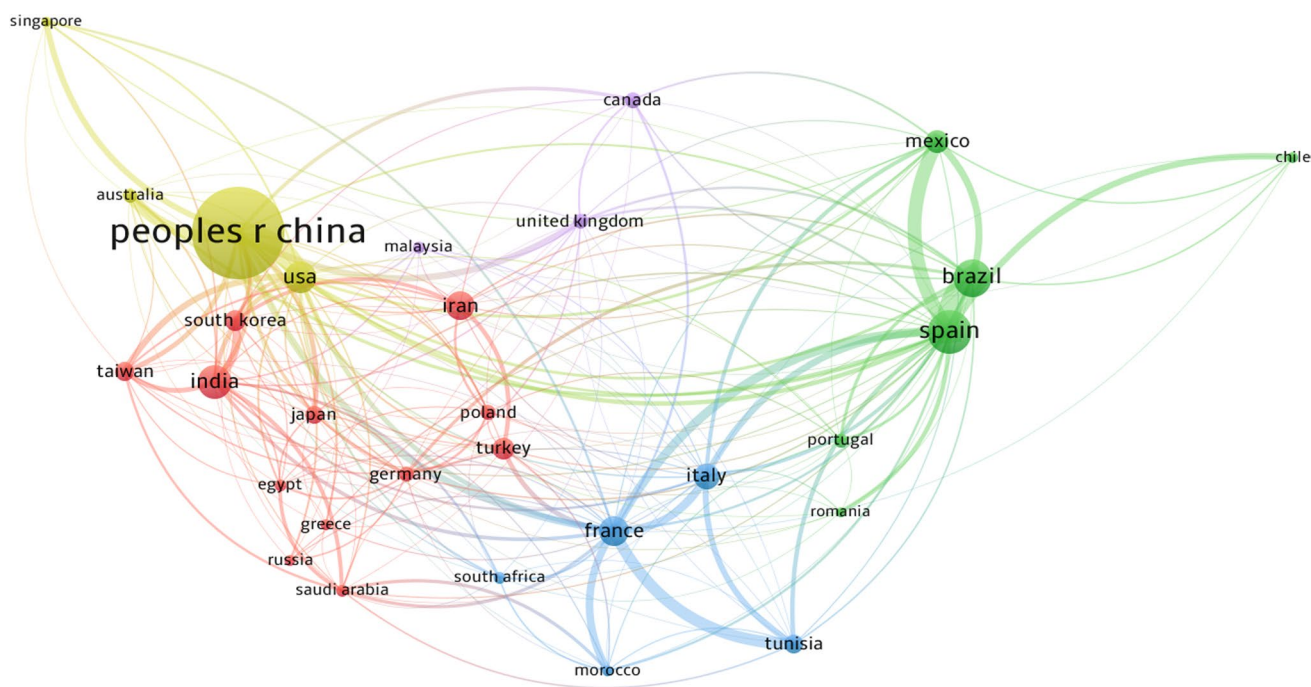 singapore
canada
mexico
chile
australia
united kingdom
peoples r china
malaysia
usa
brazil
iran
south korea
spain
taiwan
india
japan
poland
portugal
turkey
germany
italy
egypt
romania
greece
france
russia
south africa
saudi arabia
tunisia
morocco